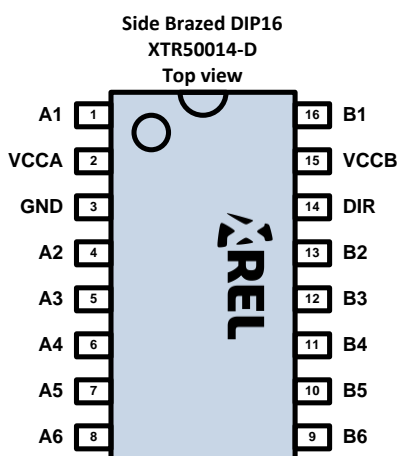 Side Brazed DIP16
XTR50014-D
Top view
A1 1 16 B1
VCCA 2 15 VCCB
GND 3 14 DIR
A2 4 13 B2
A3 5 12 B3
A4 6 11 B4
A5 7 10 B5
A6 8 9 B6
XREL